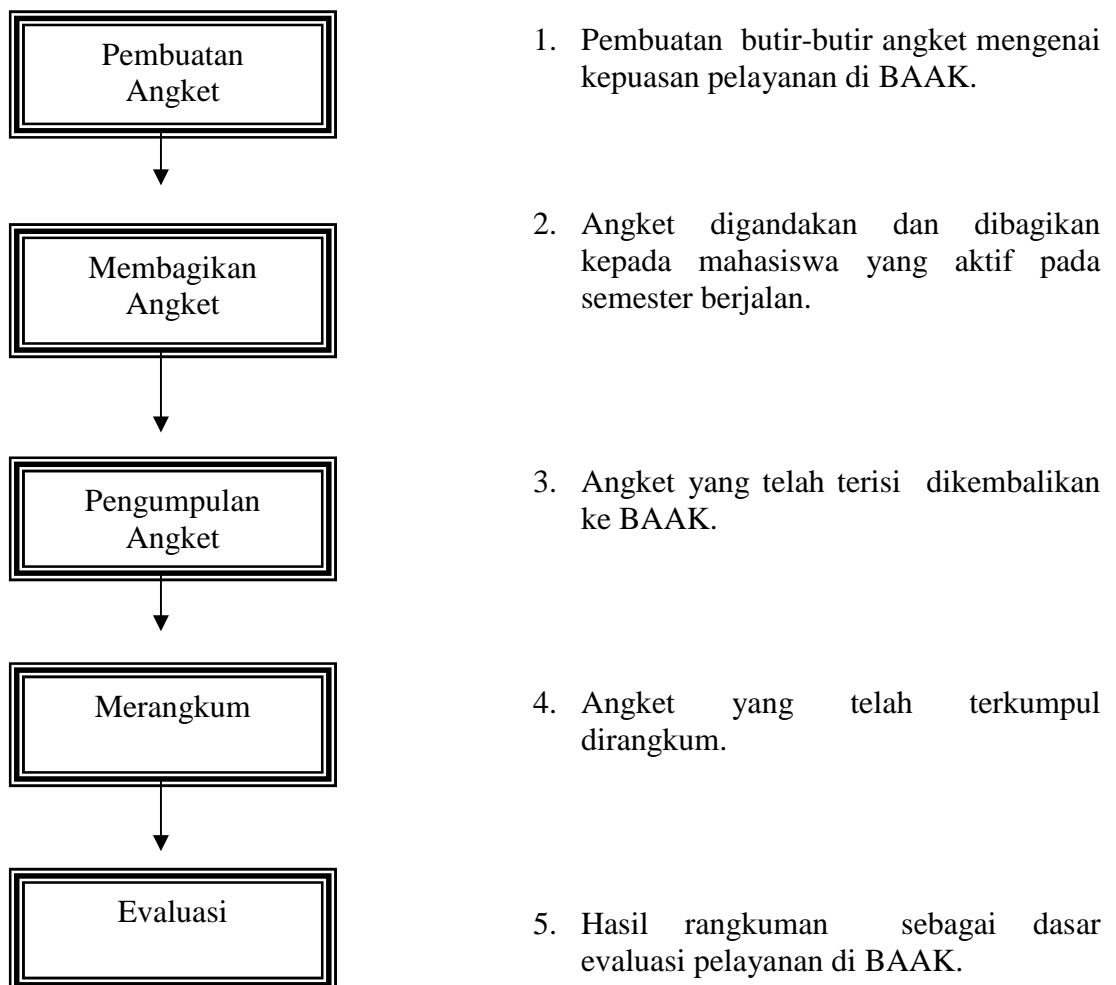 Pembuatan
Angket
1. Pembuatan butir-butir angket mengenai
kepuasan pelayanan di BAAK.
Membagikan
Angket
2. Angket digandakan dan dibagikan
kepada mahasiswa yang aktif pada
semester berjalan.
Pengumpulan
Angket
3. Angket yang telah terisi dikembalikan
ke BAAK.
Merangkum
4. Angket yang telah terkumpul
dirangkum.
Evaluasi
5. Hasil rangkuman sebagai dasar
evaluasi pelayanan di BAAK.